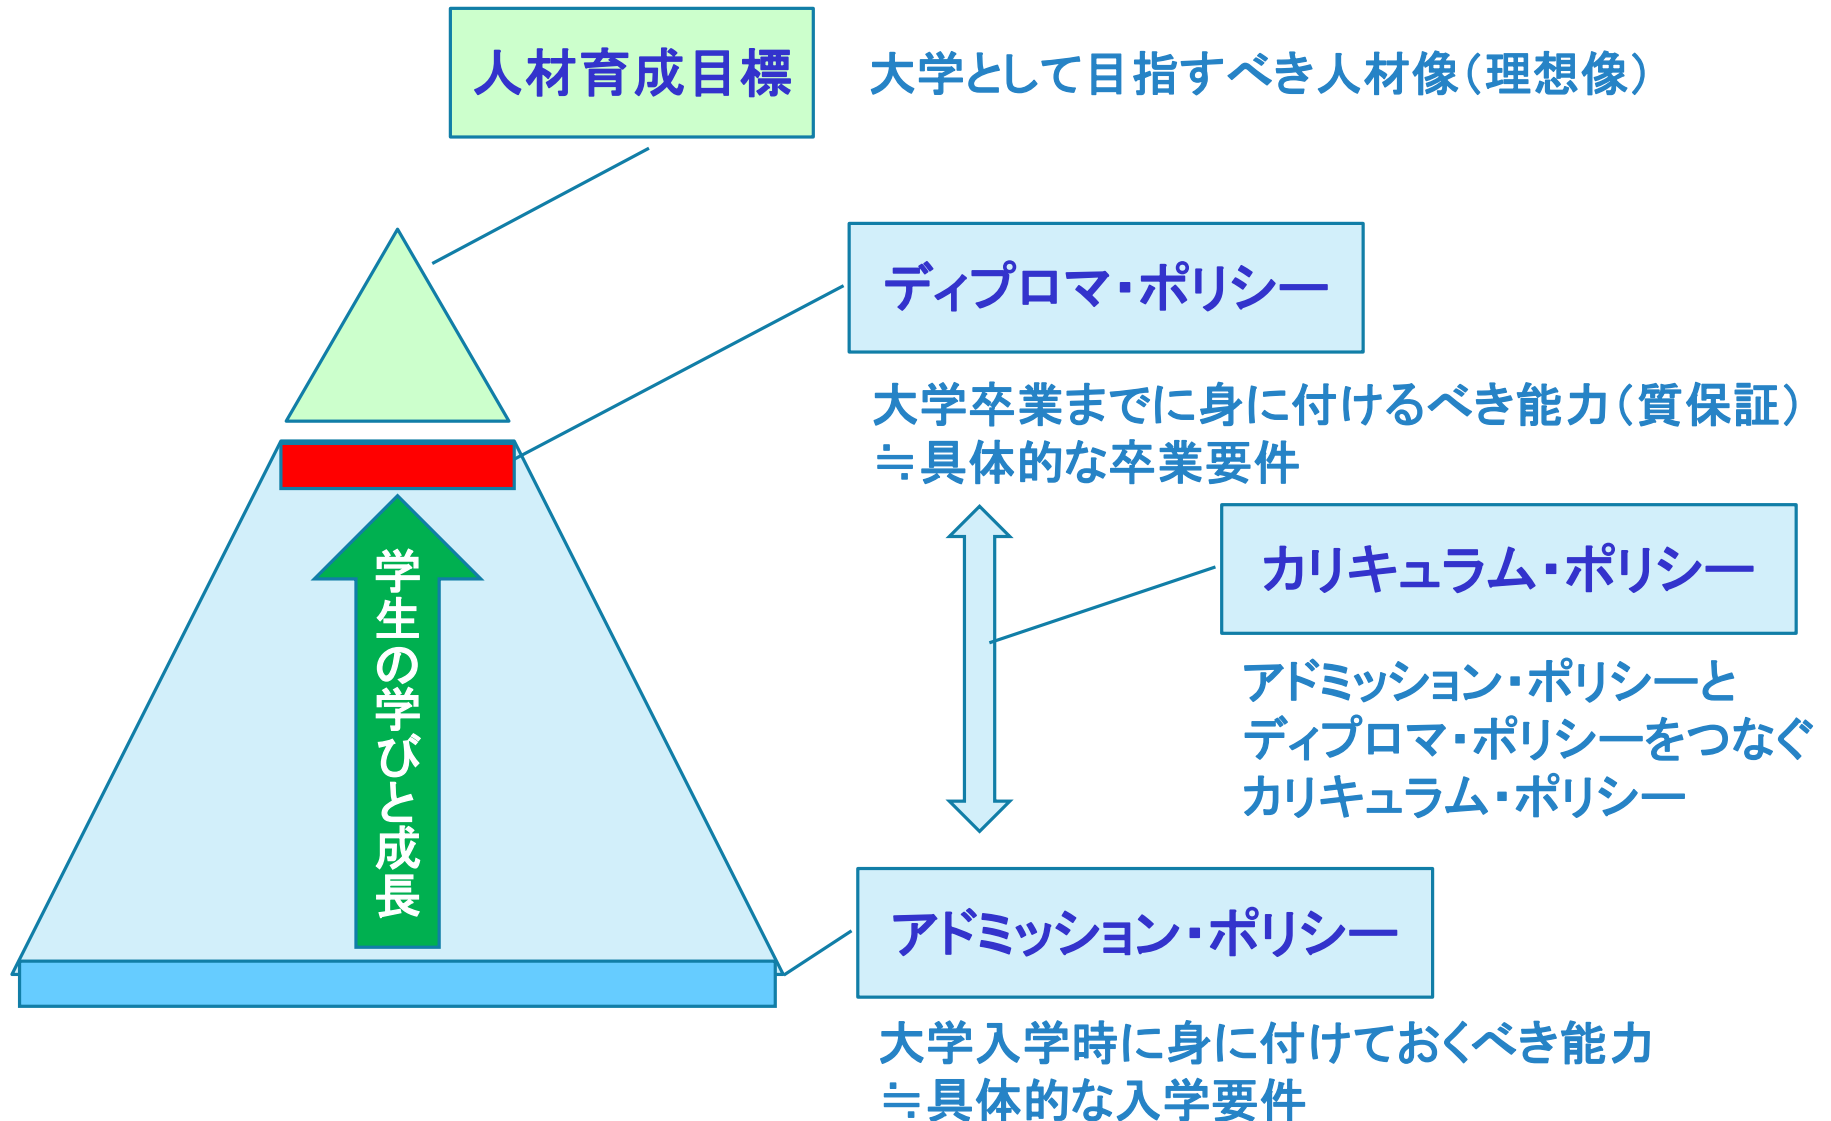 人材育成目標
大学として目指すべき人材像（理想像）
ディプロマ・ポリシー
大学卒業までに身に付けるべき能力（質保証）
≒具体的な卒業要件
カリキュラム・ポリシー
アドミッション・ポリシーと
ディプロマ・ポリシーをつなぐ
カリキュラム・ポリシー
学生の学びと成長
アドミッション・ポリシー
大学入学時に身に付けておくべき能力
≒具体的な入学要件